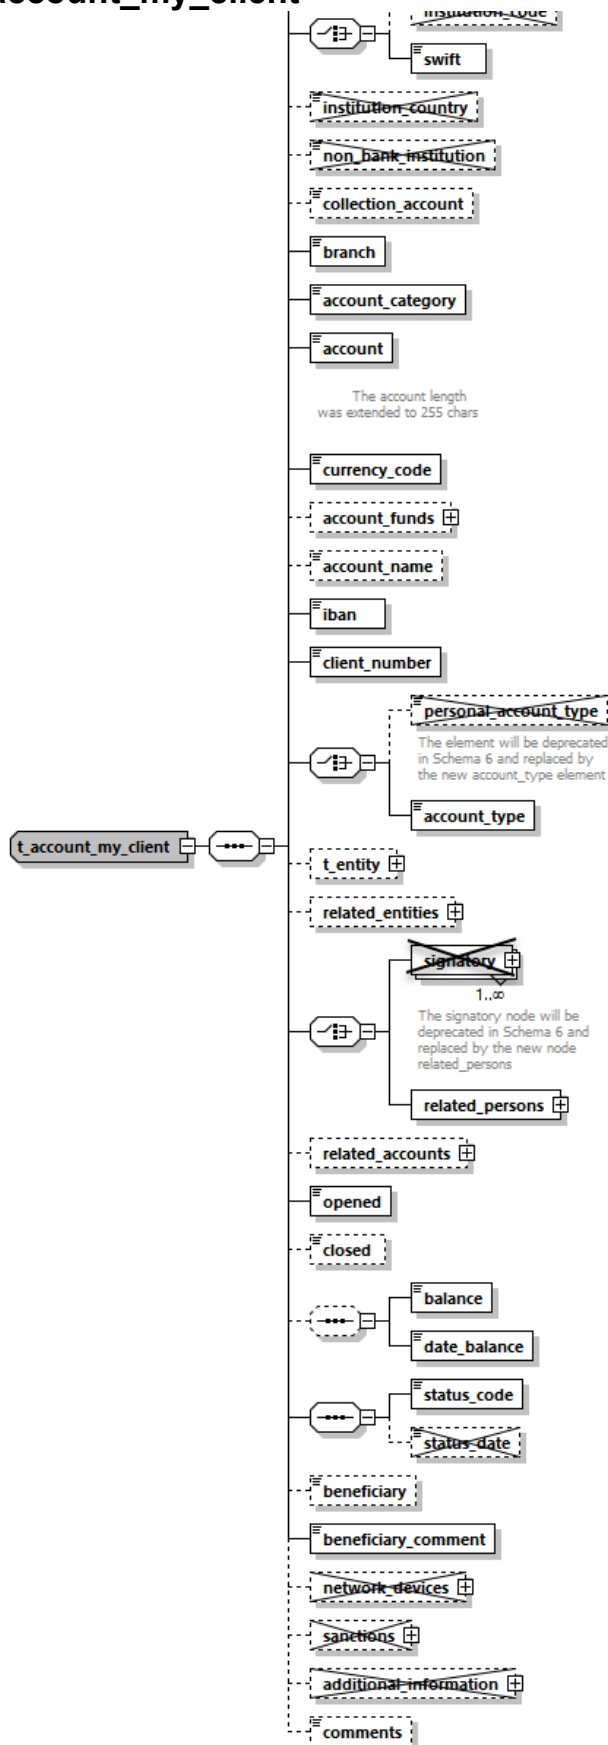 Account_my_client
institution_code
swift
institution_country
non_bank_institution
collection_account
branch
account_category
account
The account length
was extended to 255 chars
currency_code
account_funds
account_name
iban
client_number
personal_account_type
The element will be deprecated
in Schema 6 and replaced by
the new account_type element
account_type
t_account_my_client
t_entity
related_entities
signatory
1..∞
The signatory node will be
deprecated in Schema 6 and
replaced by the new node
related_persons
related_persons
related_accounts
opened
closed
balance
date_balance
status_code
status_date
beneficiary
beneficiary_comment
network_devices
sanctions
additional_information
comments